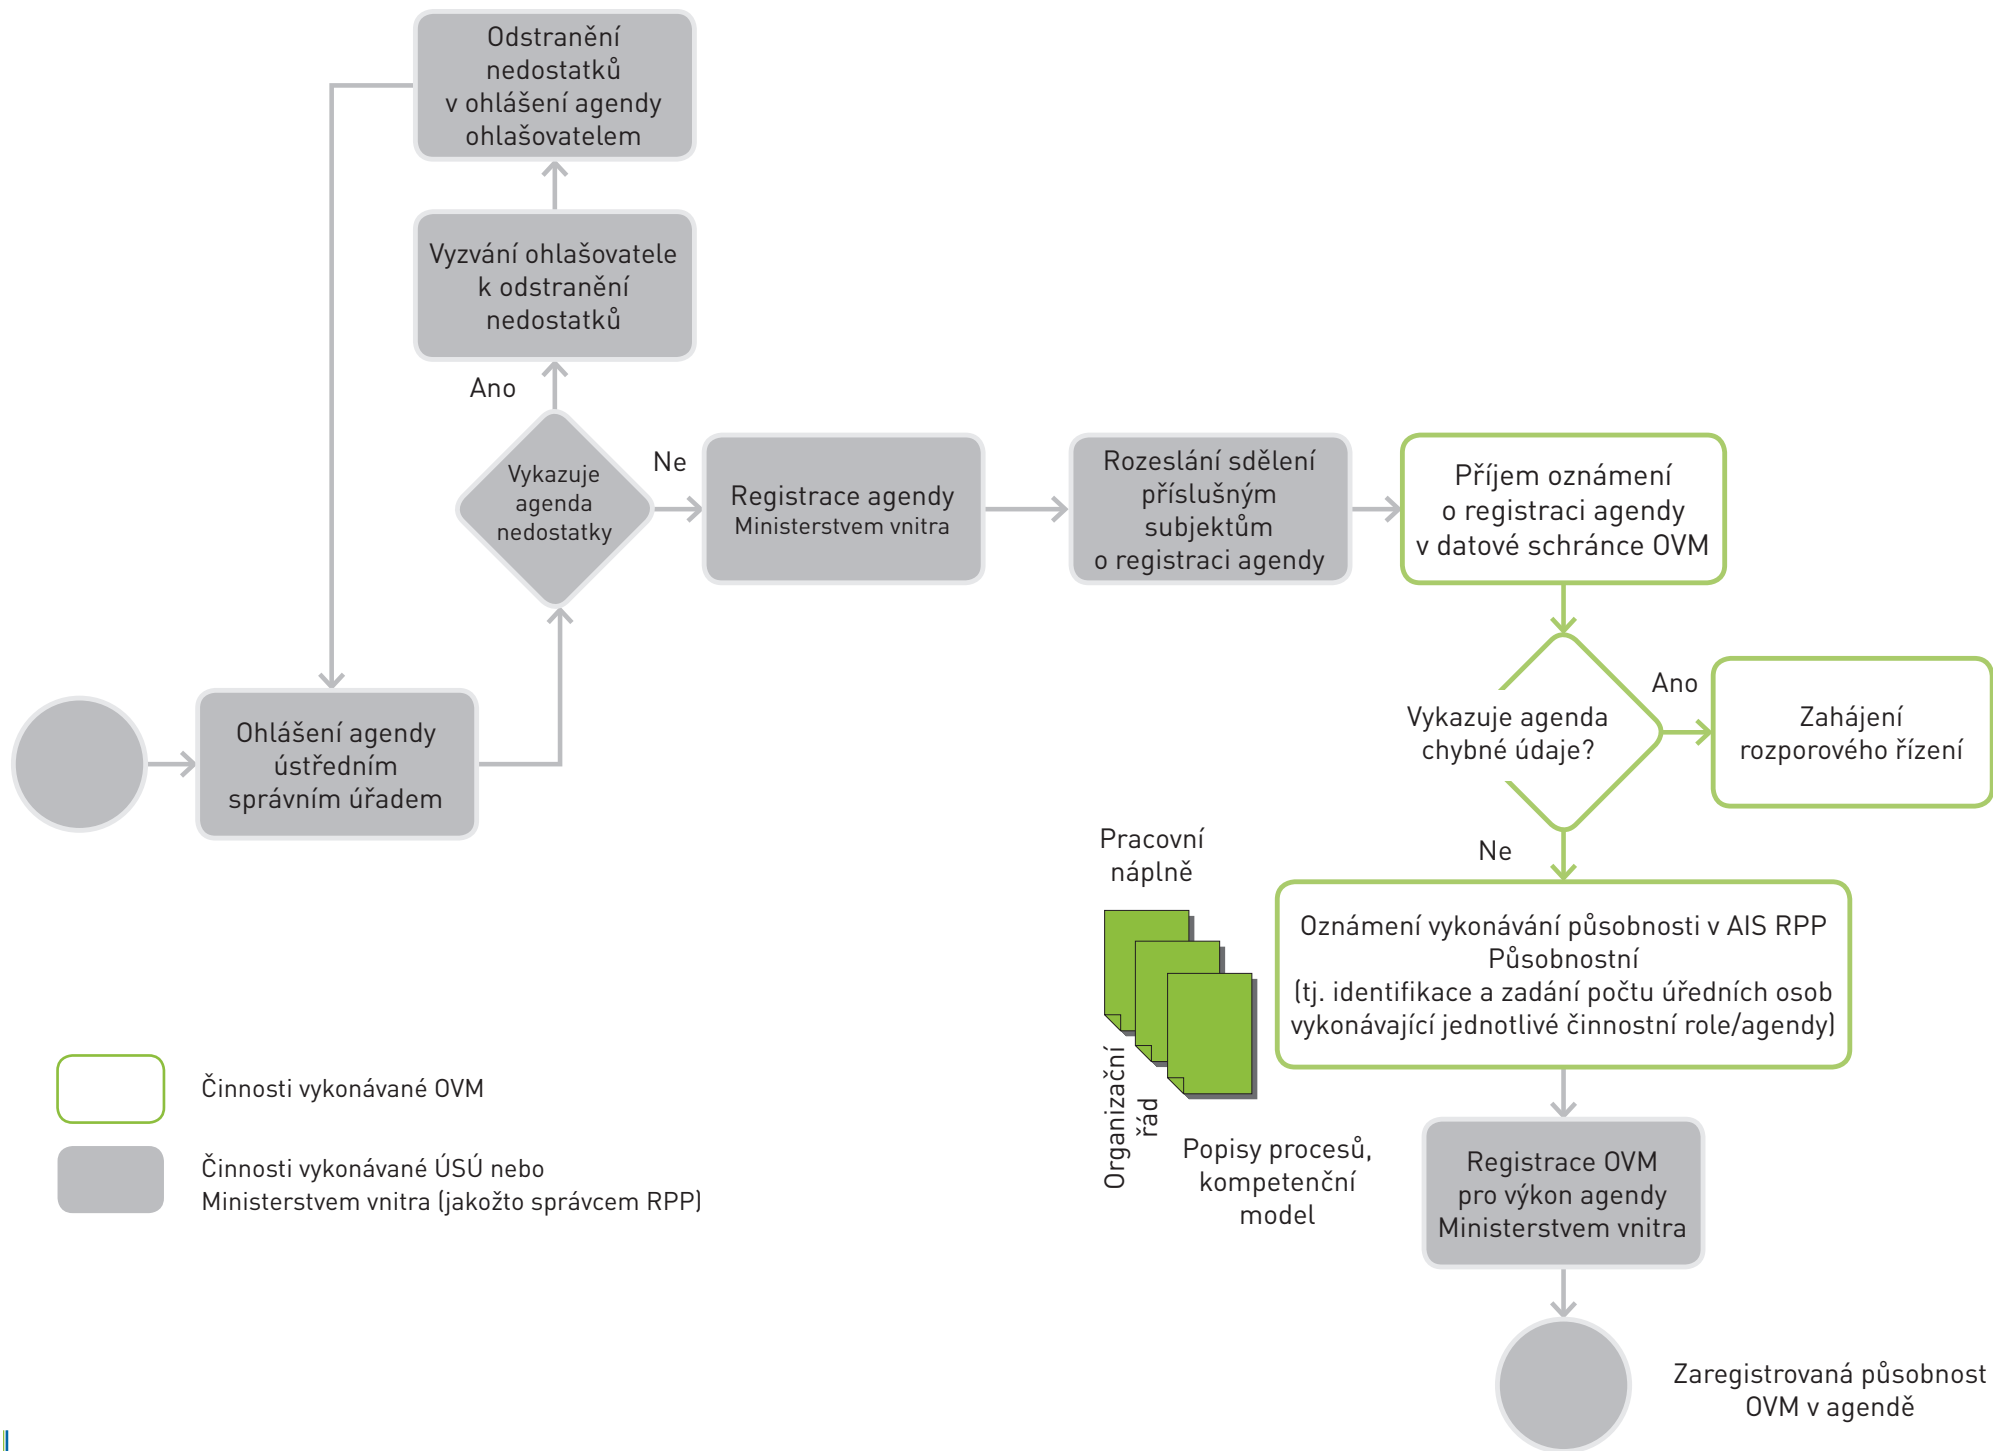 Odstranění
nedostatků
v ohlášení agendy
ohlašovatelem
Vyzvání ohlašovatele
k odstranění
nedostatků
Ano
Vykazuje
agenda
nedostatky
Ne
Registrace agendy
Ministerstvem vnitra
Rozeslání sdělení
příslušným
subjektům
o registraci agendy
Příjem oznámení
o registraci agendy
v datové schránce OVM
Ohlášení agendy
ústředním
správním úřadem
Vykazuje agenda
chybné údaje?
Ano
Zahájení
rozporového řízení
Ne
Pracovní
náplně
Organizační
řád
Popisy procesů,
kompetenční
model
Oznámení vykonávání působnosti v AIS RPP
Působnostní
(tj. identifikace a zadání počtu úředních osob
vykonávající jednotlivé činnostní role/agendy)
Činnosti vykonávané OVM
Činnosti vykonávané ÚSÚ nebo
Ministerstvem vnitra (jakožto správcem RPP)
Registrace OVM
pro výkon agendy
Ministerstvem vnitra
Zaregistrovaná působnost
OVM v agendě